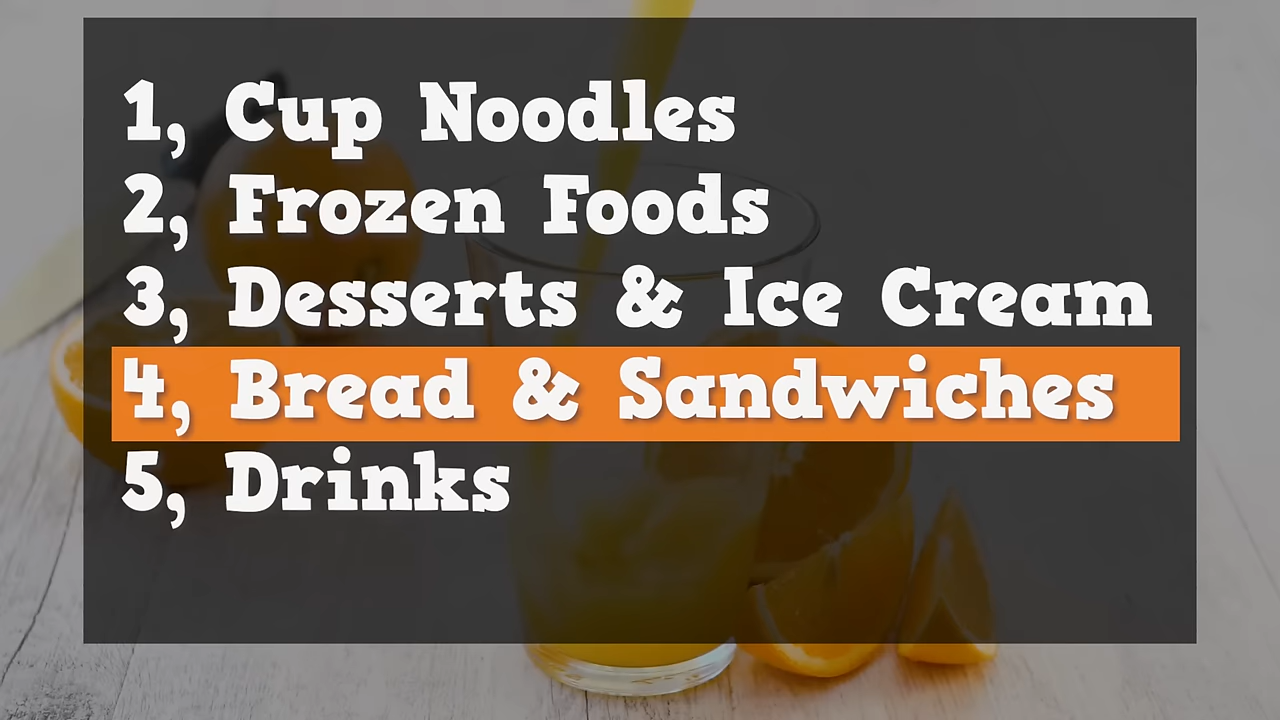 1, Cup Noodles
2, Frozen Foods
3, Desserts & Ice Cream
4, Bread & Sandwiches
5, Drinks